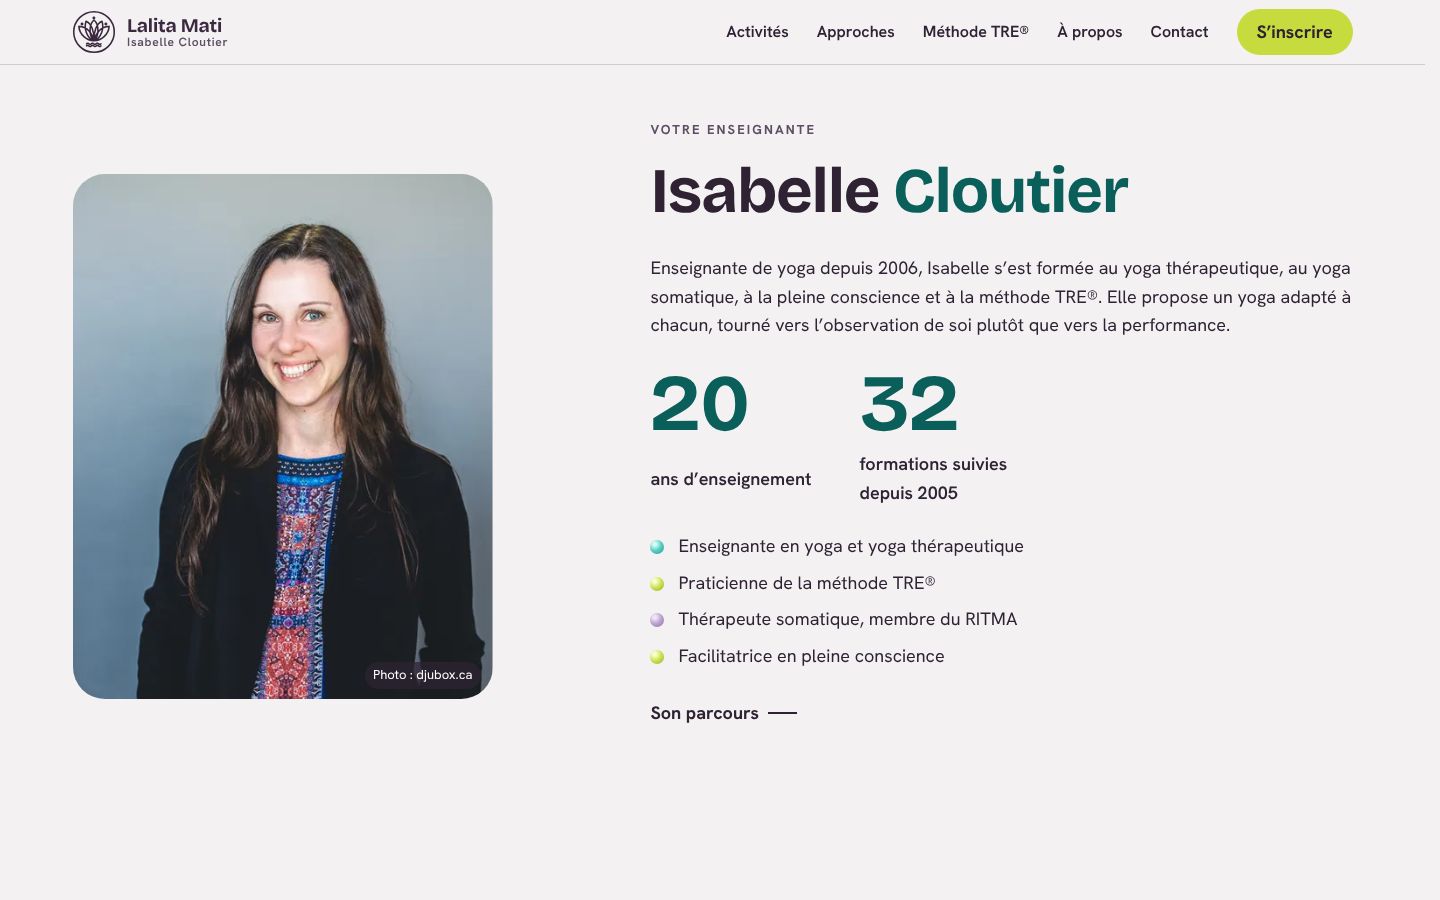 Lalita Mati
Isabelle Cloutier
Activités
Approches
Méthode TRE®
À propos
Contact
S’inscrire
VOTRE ENSEIGNANTE
Isabelle Cloutier
Enseignante de yoga depuis 2006, Isabelle s’est formée au yoga thérapeutique, au yoga
somatique, à la pleine conscience et à la méthode TRE®. Elle propose un yoga adapté à
chacun, tourné vers l’observation de soi plutôt que vers la performance.
20
ans d’enseignement
32
formations suivies
depuis 2005
Enseignante en yoga et yoga thérapeutique
Praticienne de la méthode TRE®
Thérapeute somatique, membre du RITMA
Facilitatrice en pleine conscience
Son parcours
Photo : djubox.ca